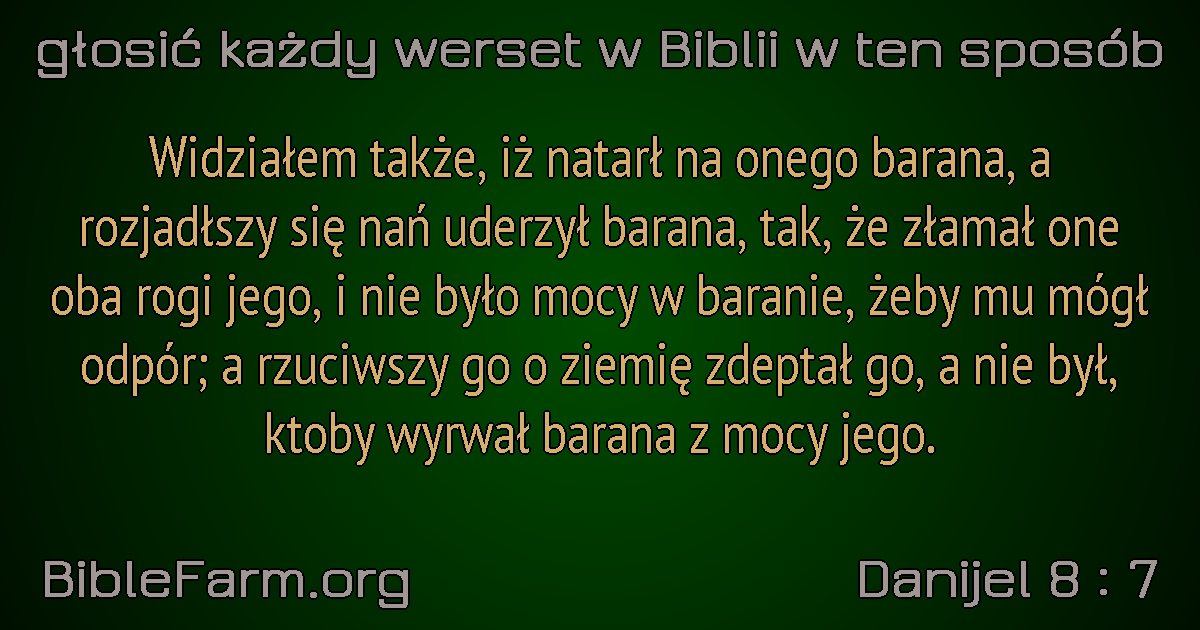 głosić każdy werset w Biblii w ten sposób
Widziałem także, iż natarł na onego barana, a
rozjadłszy się nań uderzył barana, tak, że złamał one
oba rogi jego, i nie było mocy w baranie, żeby mu mógł
odpór; a rzuciwszy go o ziemię zdeptał go, a nie był,
ktoby wyrwał barana z mocy jego.
BibleFarm.org
Danijel 8 : 7